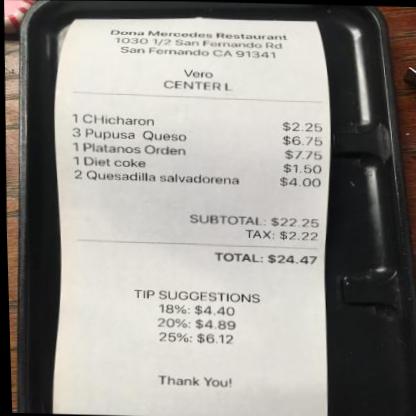 Dona Mercedes Restaurant
1030 1/2 San Fernando Rd
San Fernando CA 91341
Vero
CENTER L
1 CHicharon $2.25
3 Pupusa Queso $6.75
1 Platanos Orden $7.75
1 Diet coke $1.50
2 Quesadilla salvadorena $4.00
SUBTOTAL: $22.25
TAX: $2.22
TOTAL: $24.47
TIP SUGGESTIONS
18%: $4.40
20%: $4.89
25%: $6.12
Thank You!